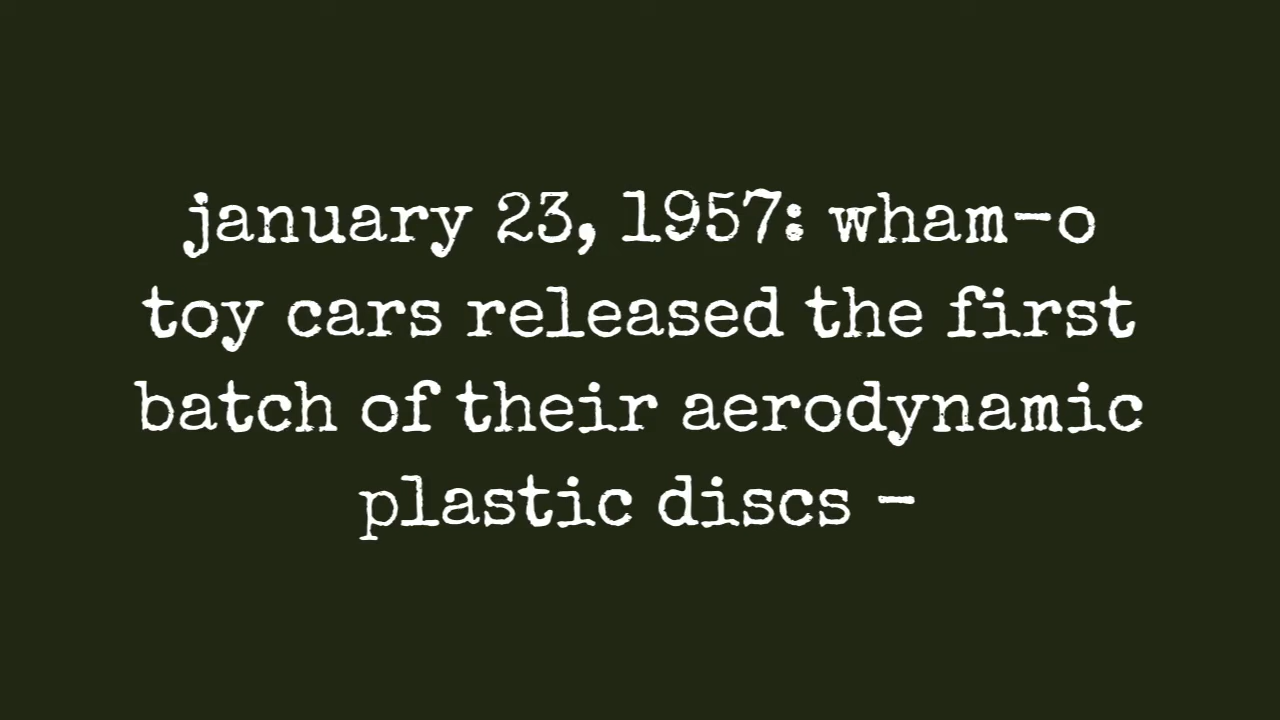 january 23, 1957: wham-o
toy cars released the first
batch of their aerodynamic
plastic discs -